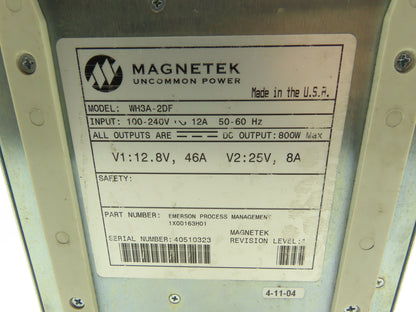 MAGNETEK
UNCOMMON POWER
Made in the U.S.A.
MODEL: WH3A-2DF
INPUT: 100-240V 12A 50-60 Hz
ALL OUTPUTS ARE DC OUTPUT: 800W Max
V1:12.8V, 46A V2:25V, 8A
SAFETY:
PART NUMBER: EMERSON PROCESS MANAGEMENT
1X00163H01
MAGNETEK
SERIAL NUMBER: 40510323 REVISION LEVEL:
4-11-04